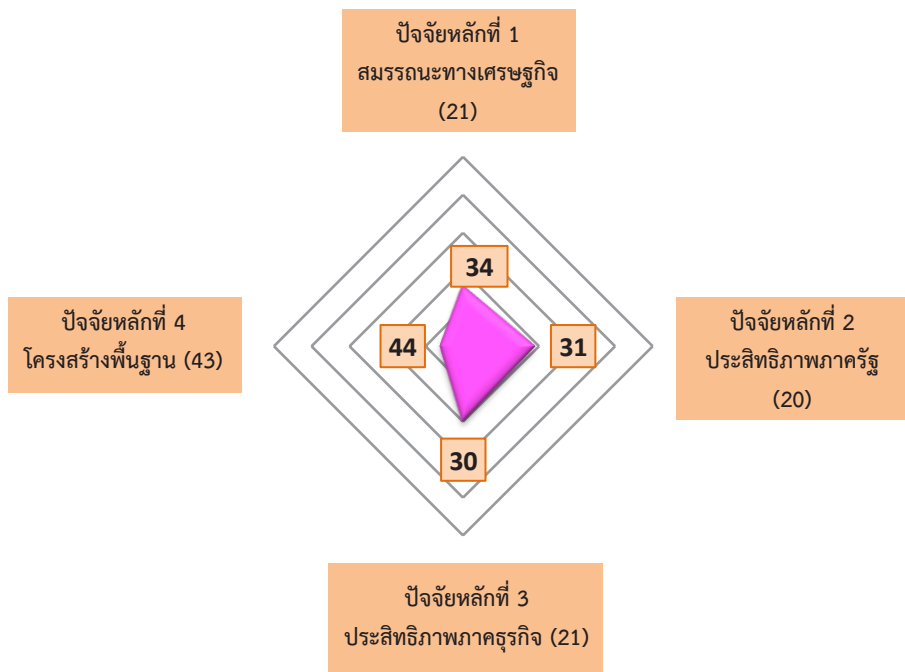 ปัจจัยหลักที่ 1
สมรรถนะทางเศรษฐกิจ
(21)
34
ปัจจัยหลักที่ 4
โครงสร้างพื้นฐาน (43)
44
31
ปัจจัยหลักที่ 2
ประสิทธิภาพภาครัฐ
(20)
30
ปัจจัยหลักที่ 3
ประสิทธิภาพภาคธุรกิจ (21)